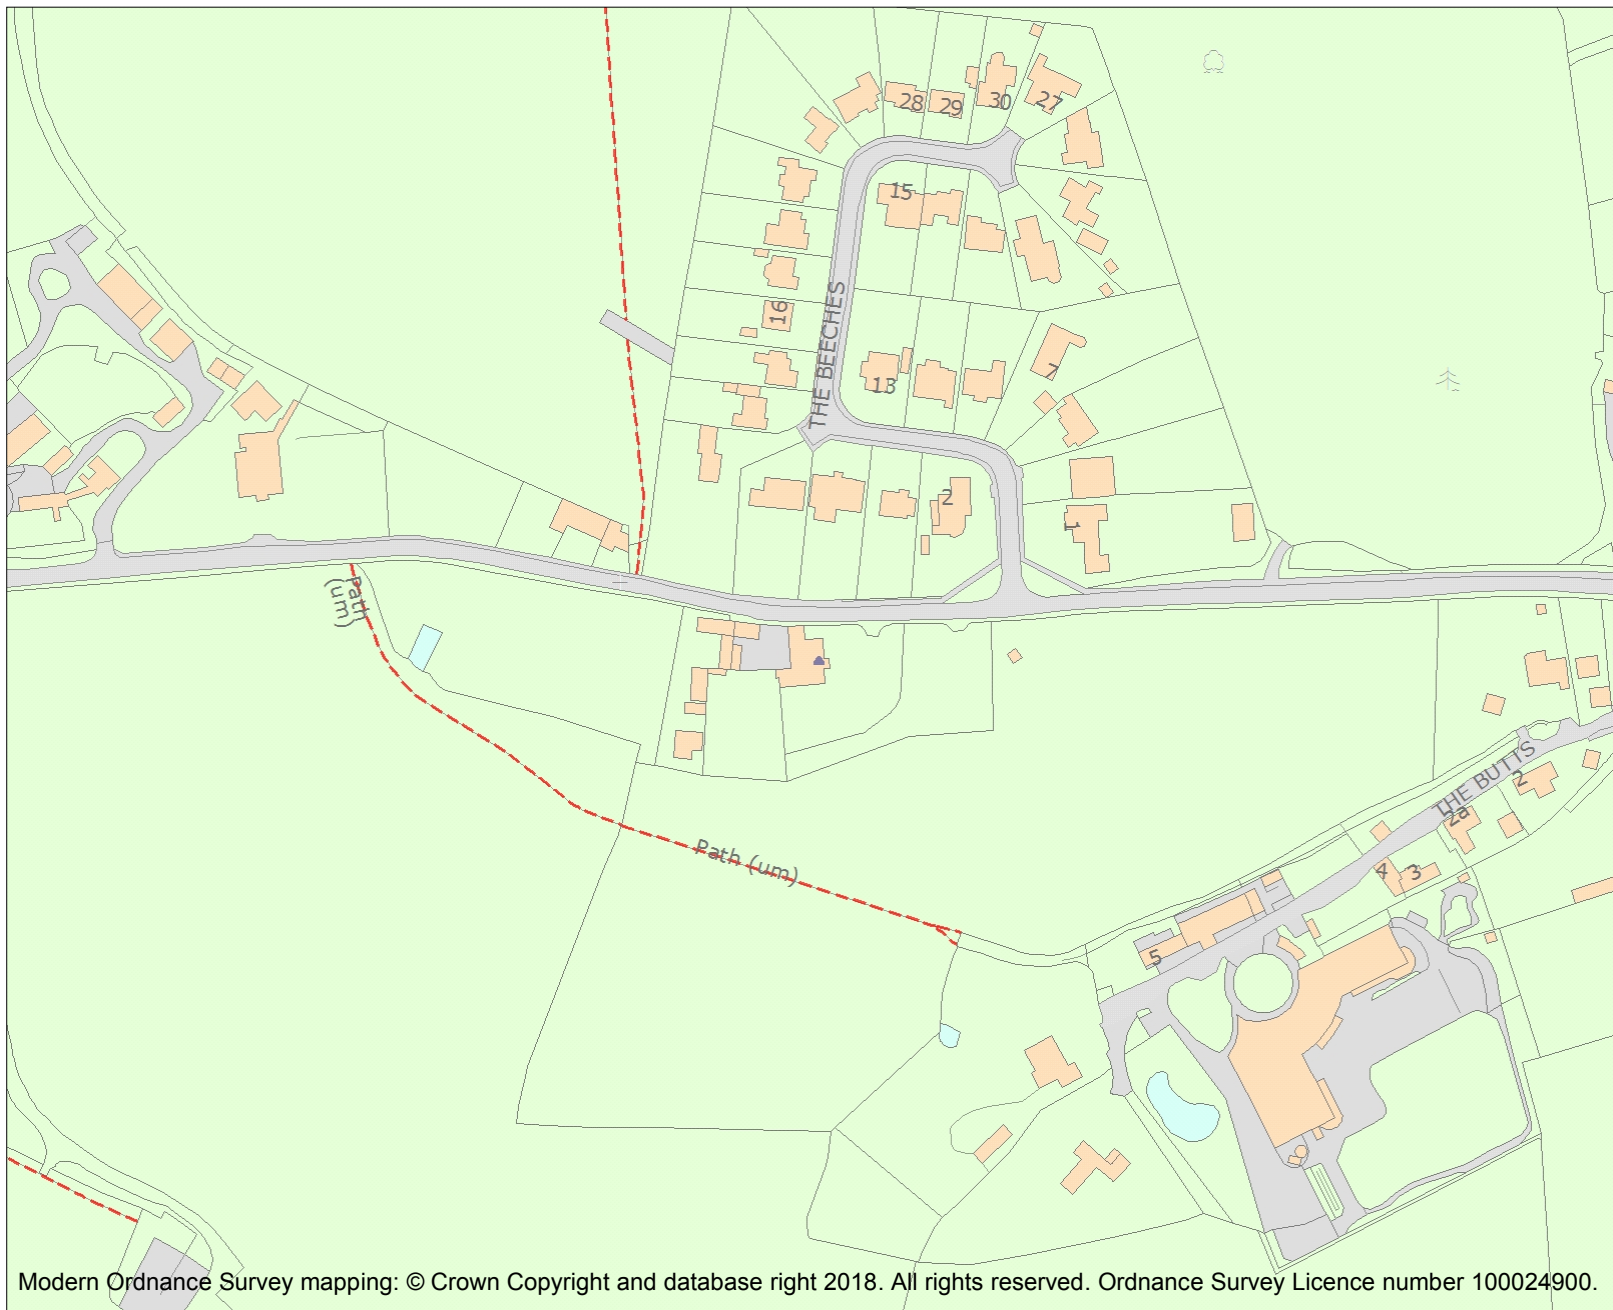 28
29
30
27
15
16
THE BEECHES
13
7
2
1
Path
(um)
THE BUTTS
2
2a
Path (um)
4
3
5
Modern Ordnance Survey mapping: © Crown Copyright and database right 2018. All rights reserved. Ordnance Survey Licence number 100024900.